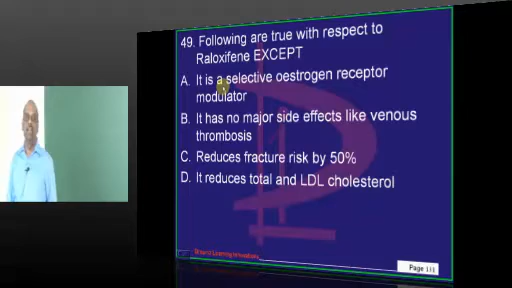 49. Following are true with respect to
Raloxifene EXCEPT
A. It is a selective oestrogen receptor
modulator
B. It has no major side effects like venous
thrombosis
C. Reduces fracture risk by 50%
D. It reduces total and LDL cholesterol
Page 111